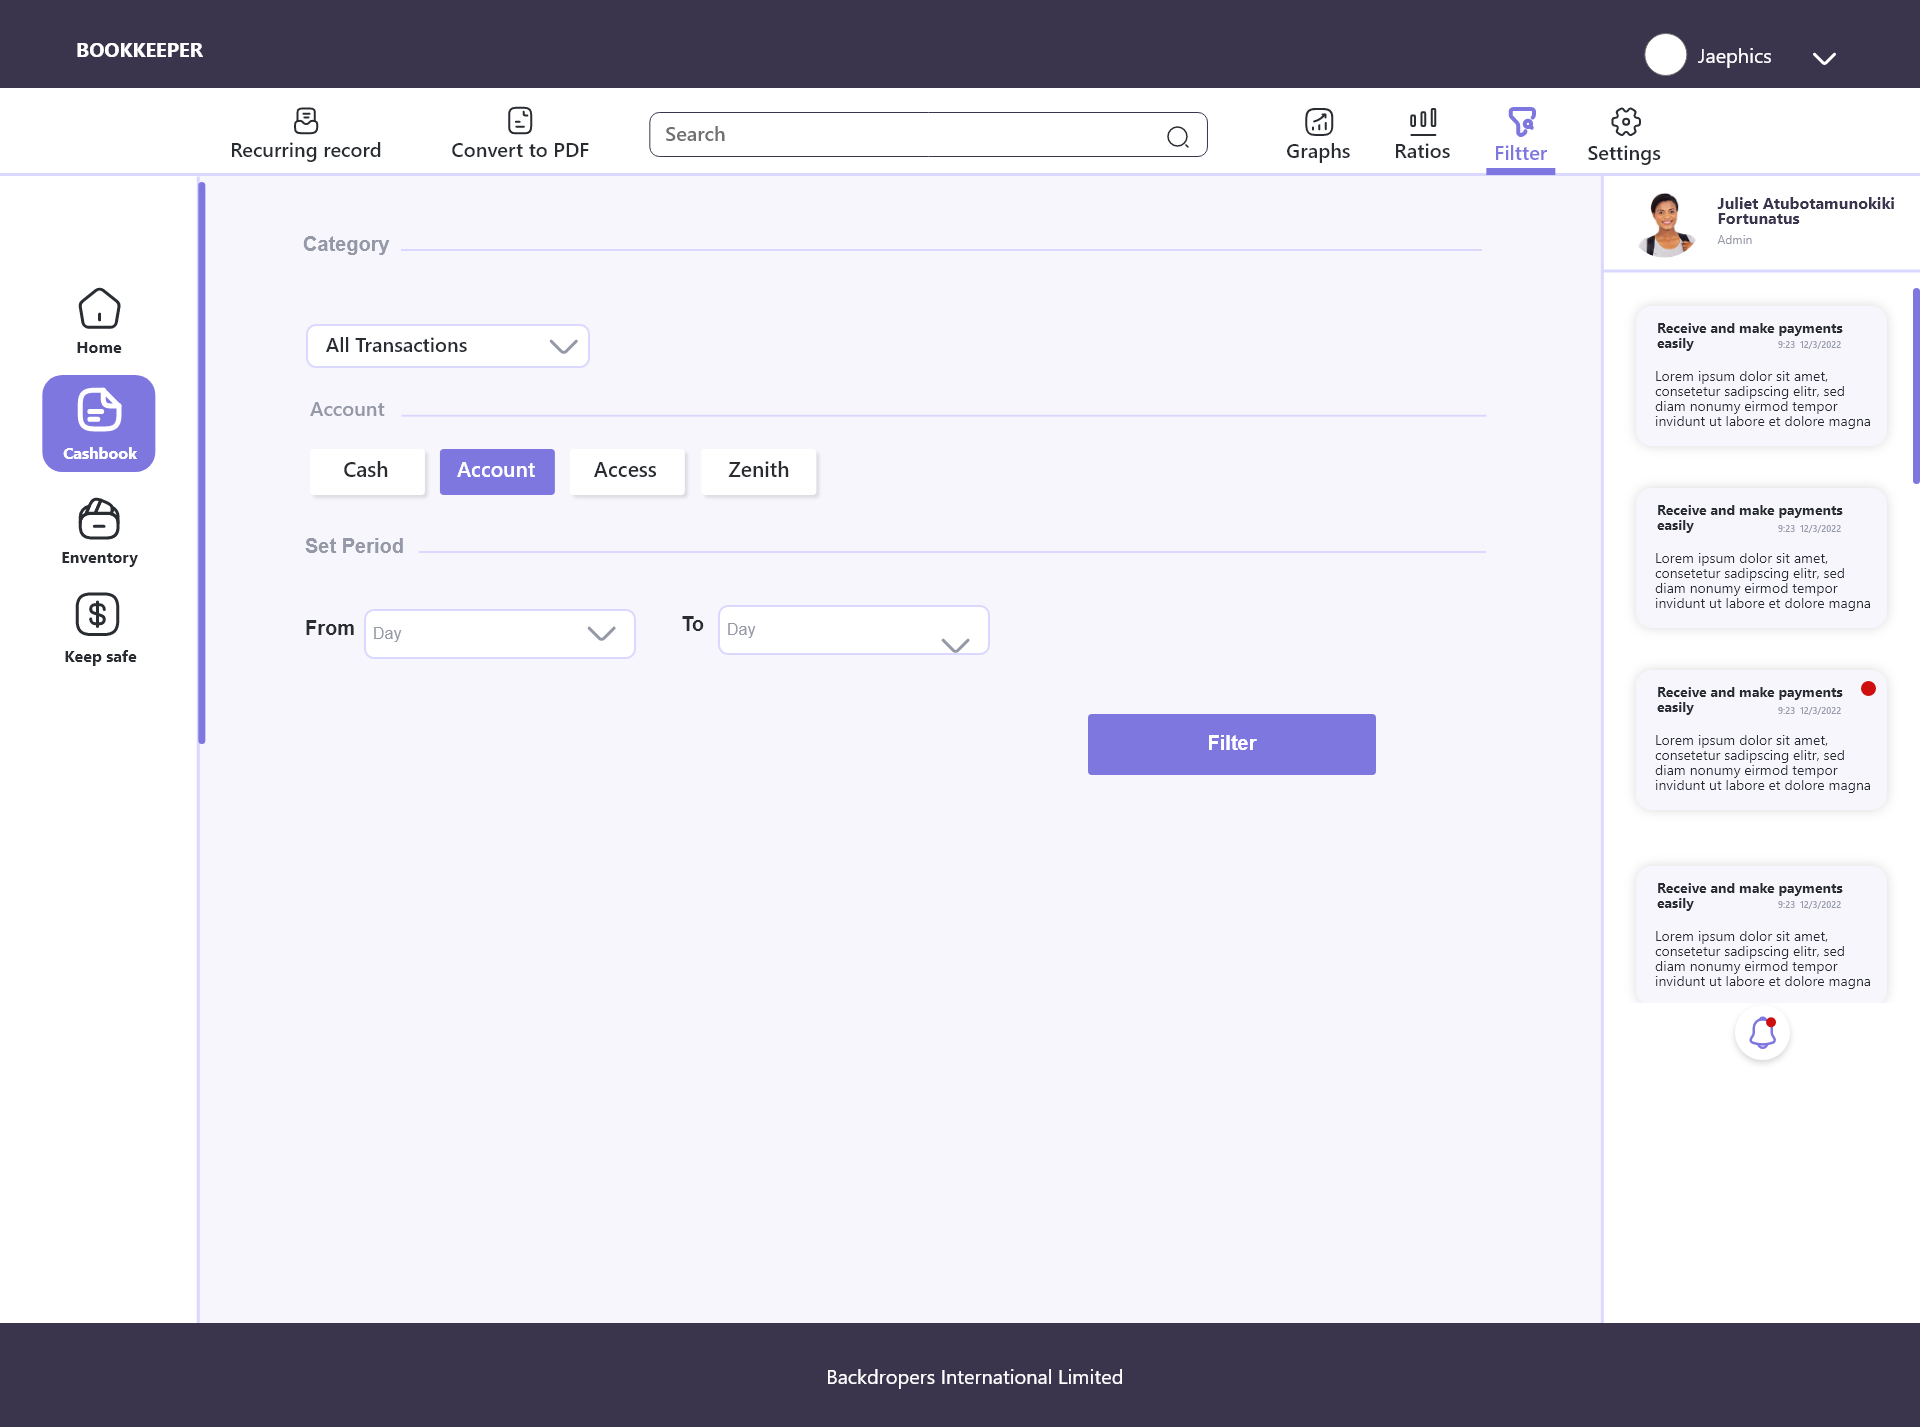 BOOKKEEPER
Jaephics
Recurring record
Convert to PDF
Search
Graphs
Ratios
Filtter
Settings
Home
Cashbook
Inventory
Keep safe
Category
All Transactions
Account
Cash
Account
Access
Zenith
Set Period
From
Day
To
Day
Filter
Juliet Atubotamunokiki
Fortunatus
Admin
Receive and make payments
easily
9:23 12/3/2022
Lorem ipsum dolor sit amet,
consetetur sadipscing elitr, sed
diam nonumy eirmod tempor
invidunt ut labore et dolore magna
Receive and make payments
easily
9:23 12/3/2022
Lorem ipsum dolor sit amet,
consetetur sadipscing elitr, sed
diam nonumy eirmod tempor
invidunt ut labore et dolore magna
Receive and make payments
easily
9:23 12/3/2022
Lorem ipsum dolor sit amet,
consetetur sadipscing elitr, sed
diam nonumy eirmod tempor
invidunt ut labore et dolore magna
Receive and make payments
easily
9:23 12/3/2022
Lorem ipsum dolor sit amet,
consetetur sadipscing elitr, sed
diam nonumy eirmod tempor
invidunt ut labore et dolore magna
Backdropers International Limited